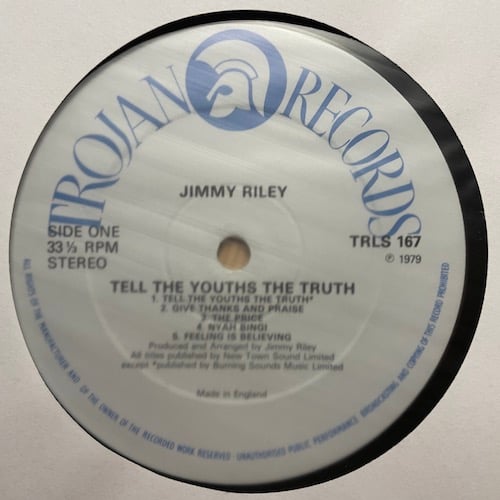 TROJAN RECORDS
JIMMY RILEY
SIDE ONE
33⅓ RPM
STEREO
TRLS 167
℗ 1979
TELL THE YOUTHS THE TRUTH
1. TELL THE YOUTHS THE TRUTH*
2. GIVE THANKS AND PRAISE
3. THE PRICE
4. NYAH BINGI
5. FEELING IS BELIEVING
Produced and Arranged by Jimmy Riley
All titles published by New Town Sound Limited
except *published by Burning Sounds Music Limited
Made in England
ALL RIGHTS OF THE MANUFACTURER AND OF THE OWNER OF THE RECORDED WORK RESERVED - UNAUTHORISED PUBLIC PERFORMANCE BROADCASTING AND COPYING OF THIS RECORD PROHIBITED